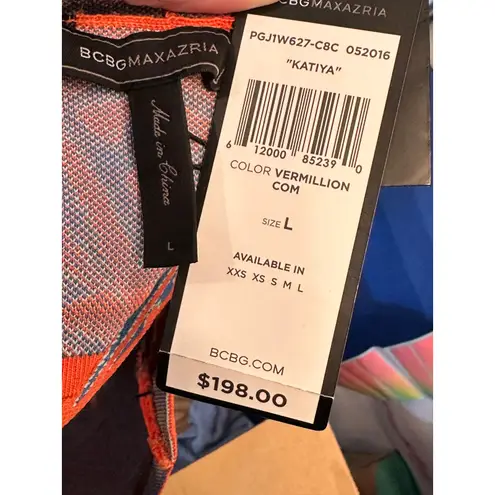 BCBGMAXAZRIA
Made in China
L
BCBGMAXAZRIA
PGJ1W627-C8C 052016
"KATIYA"
6 12000 85239 0
COLOR VERMILLION
COM
SIZE L
AVAILABLE IN
XXS XS S M L
BCBG.COM
$198.00